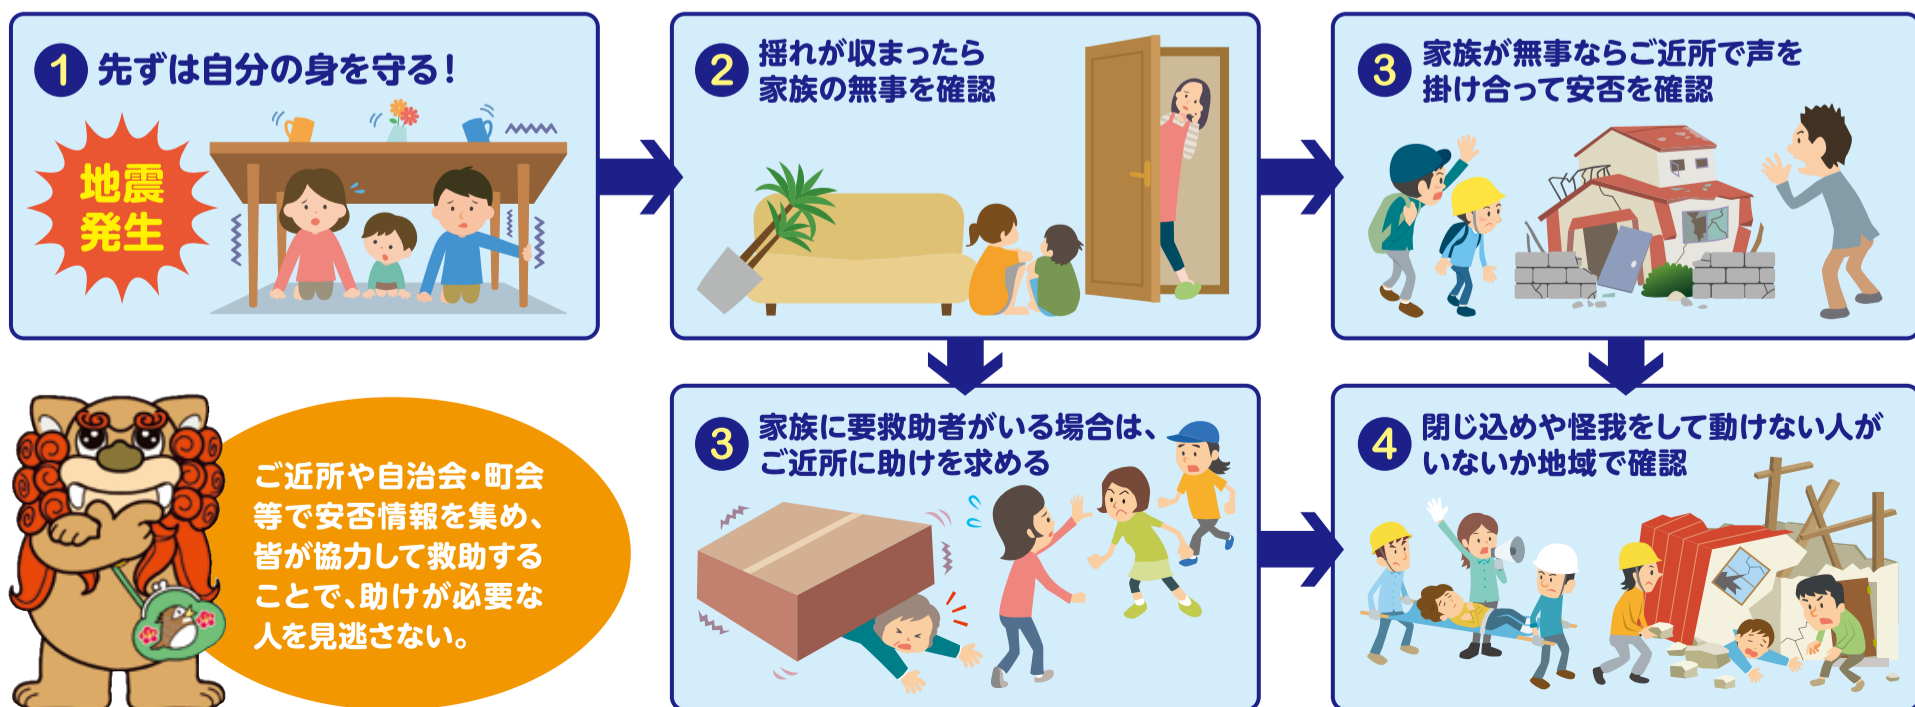 1 先ずは自分の身を守る!
地震
発生
2 揺れが収まったら
家族の無事を確認
3 家族が無事ならご近所で声を
掛け合って安否を確認
3 家族に要救助者がいる場合は、
ご近所に助けを求める
4 閉じ込めや怪我をして動けない人が
いないか地域で確認
ご近所や自治会・町会
等で安否情報を集め、
皆が協力して救助する
ことで、助けが必要な
人を見逃さない。